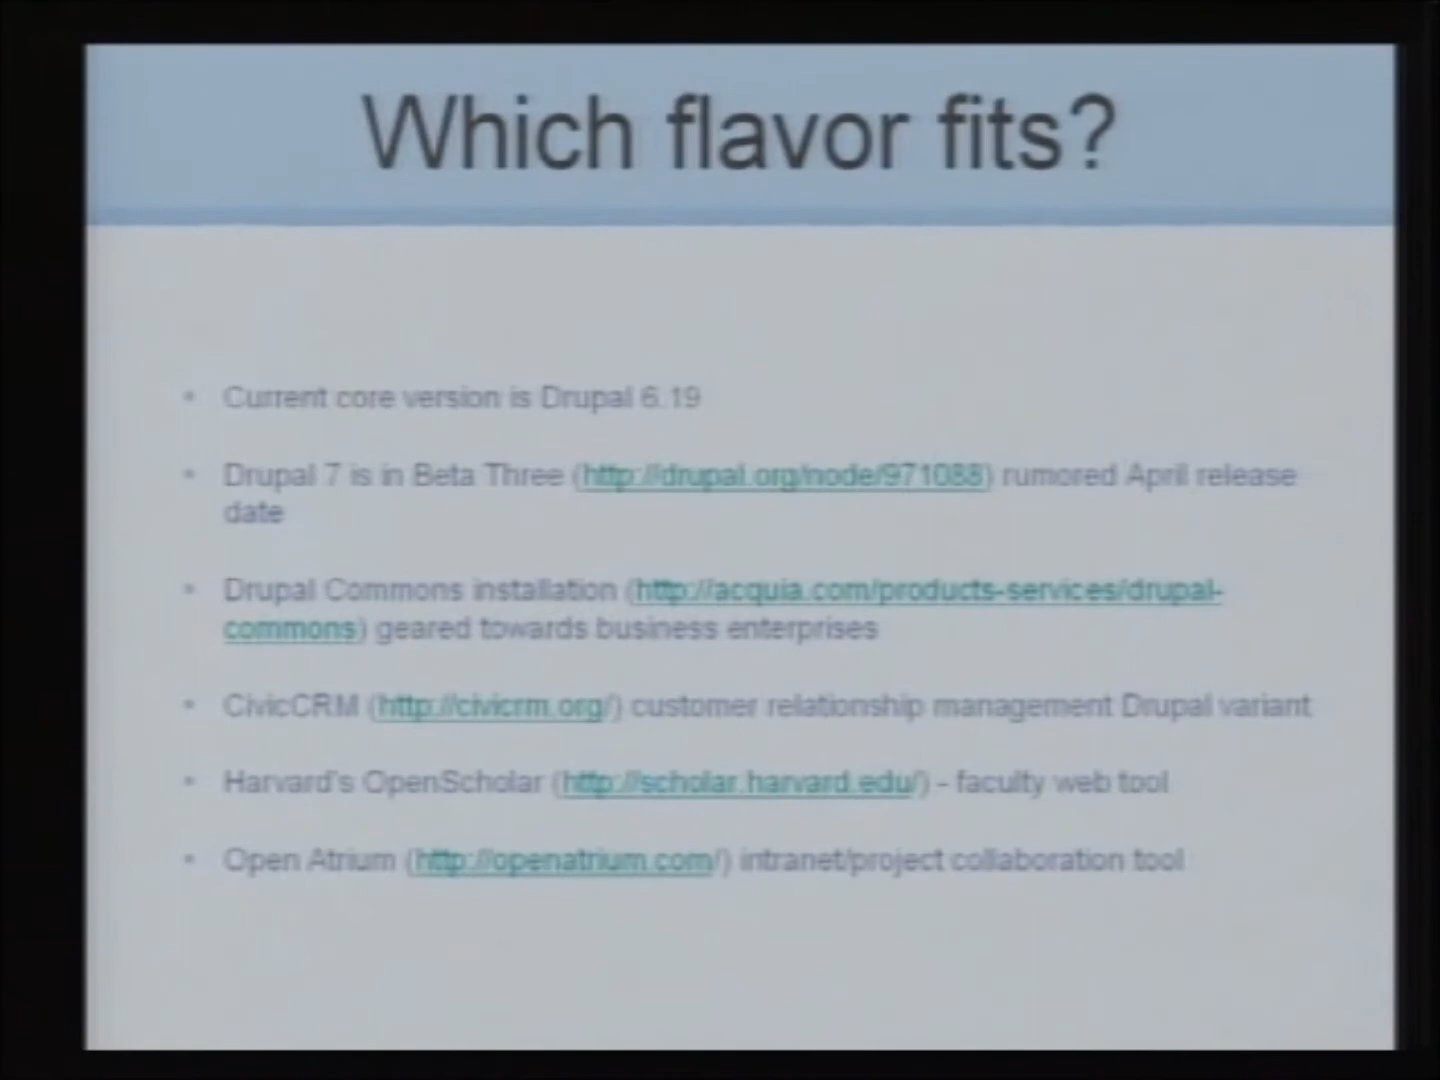 Which flavor fits?
Current core version is Drupal 6.19
Drupal 7 is in Beta Three (http://drupal.org/node/971088) rumored April release
date
Drupal Commons installation (http://acquia.com/products-services/drupal-
commons) geared towards business enterprises
CivicCRM (http://civicrm.org/) customer relationship management Drupal variant
Harvard's OpenScholar (http://scholar.harvard.edu/) - faculty web tool
Open Atrium (http://openatrium.com/) intranet/project collaboration tool